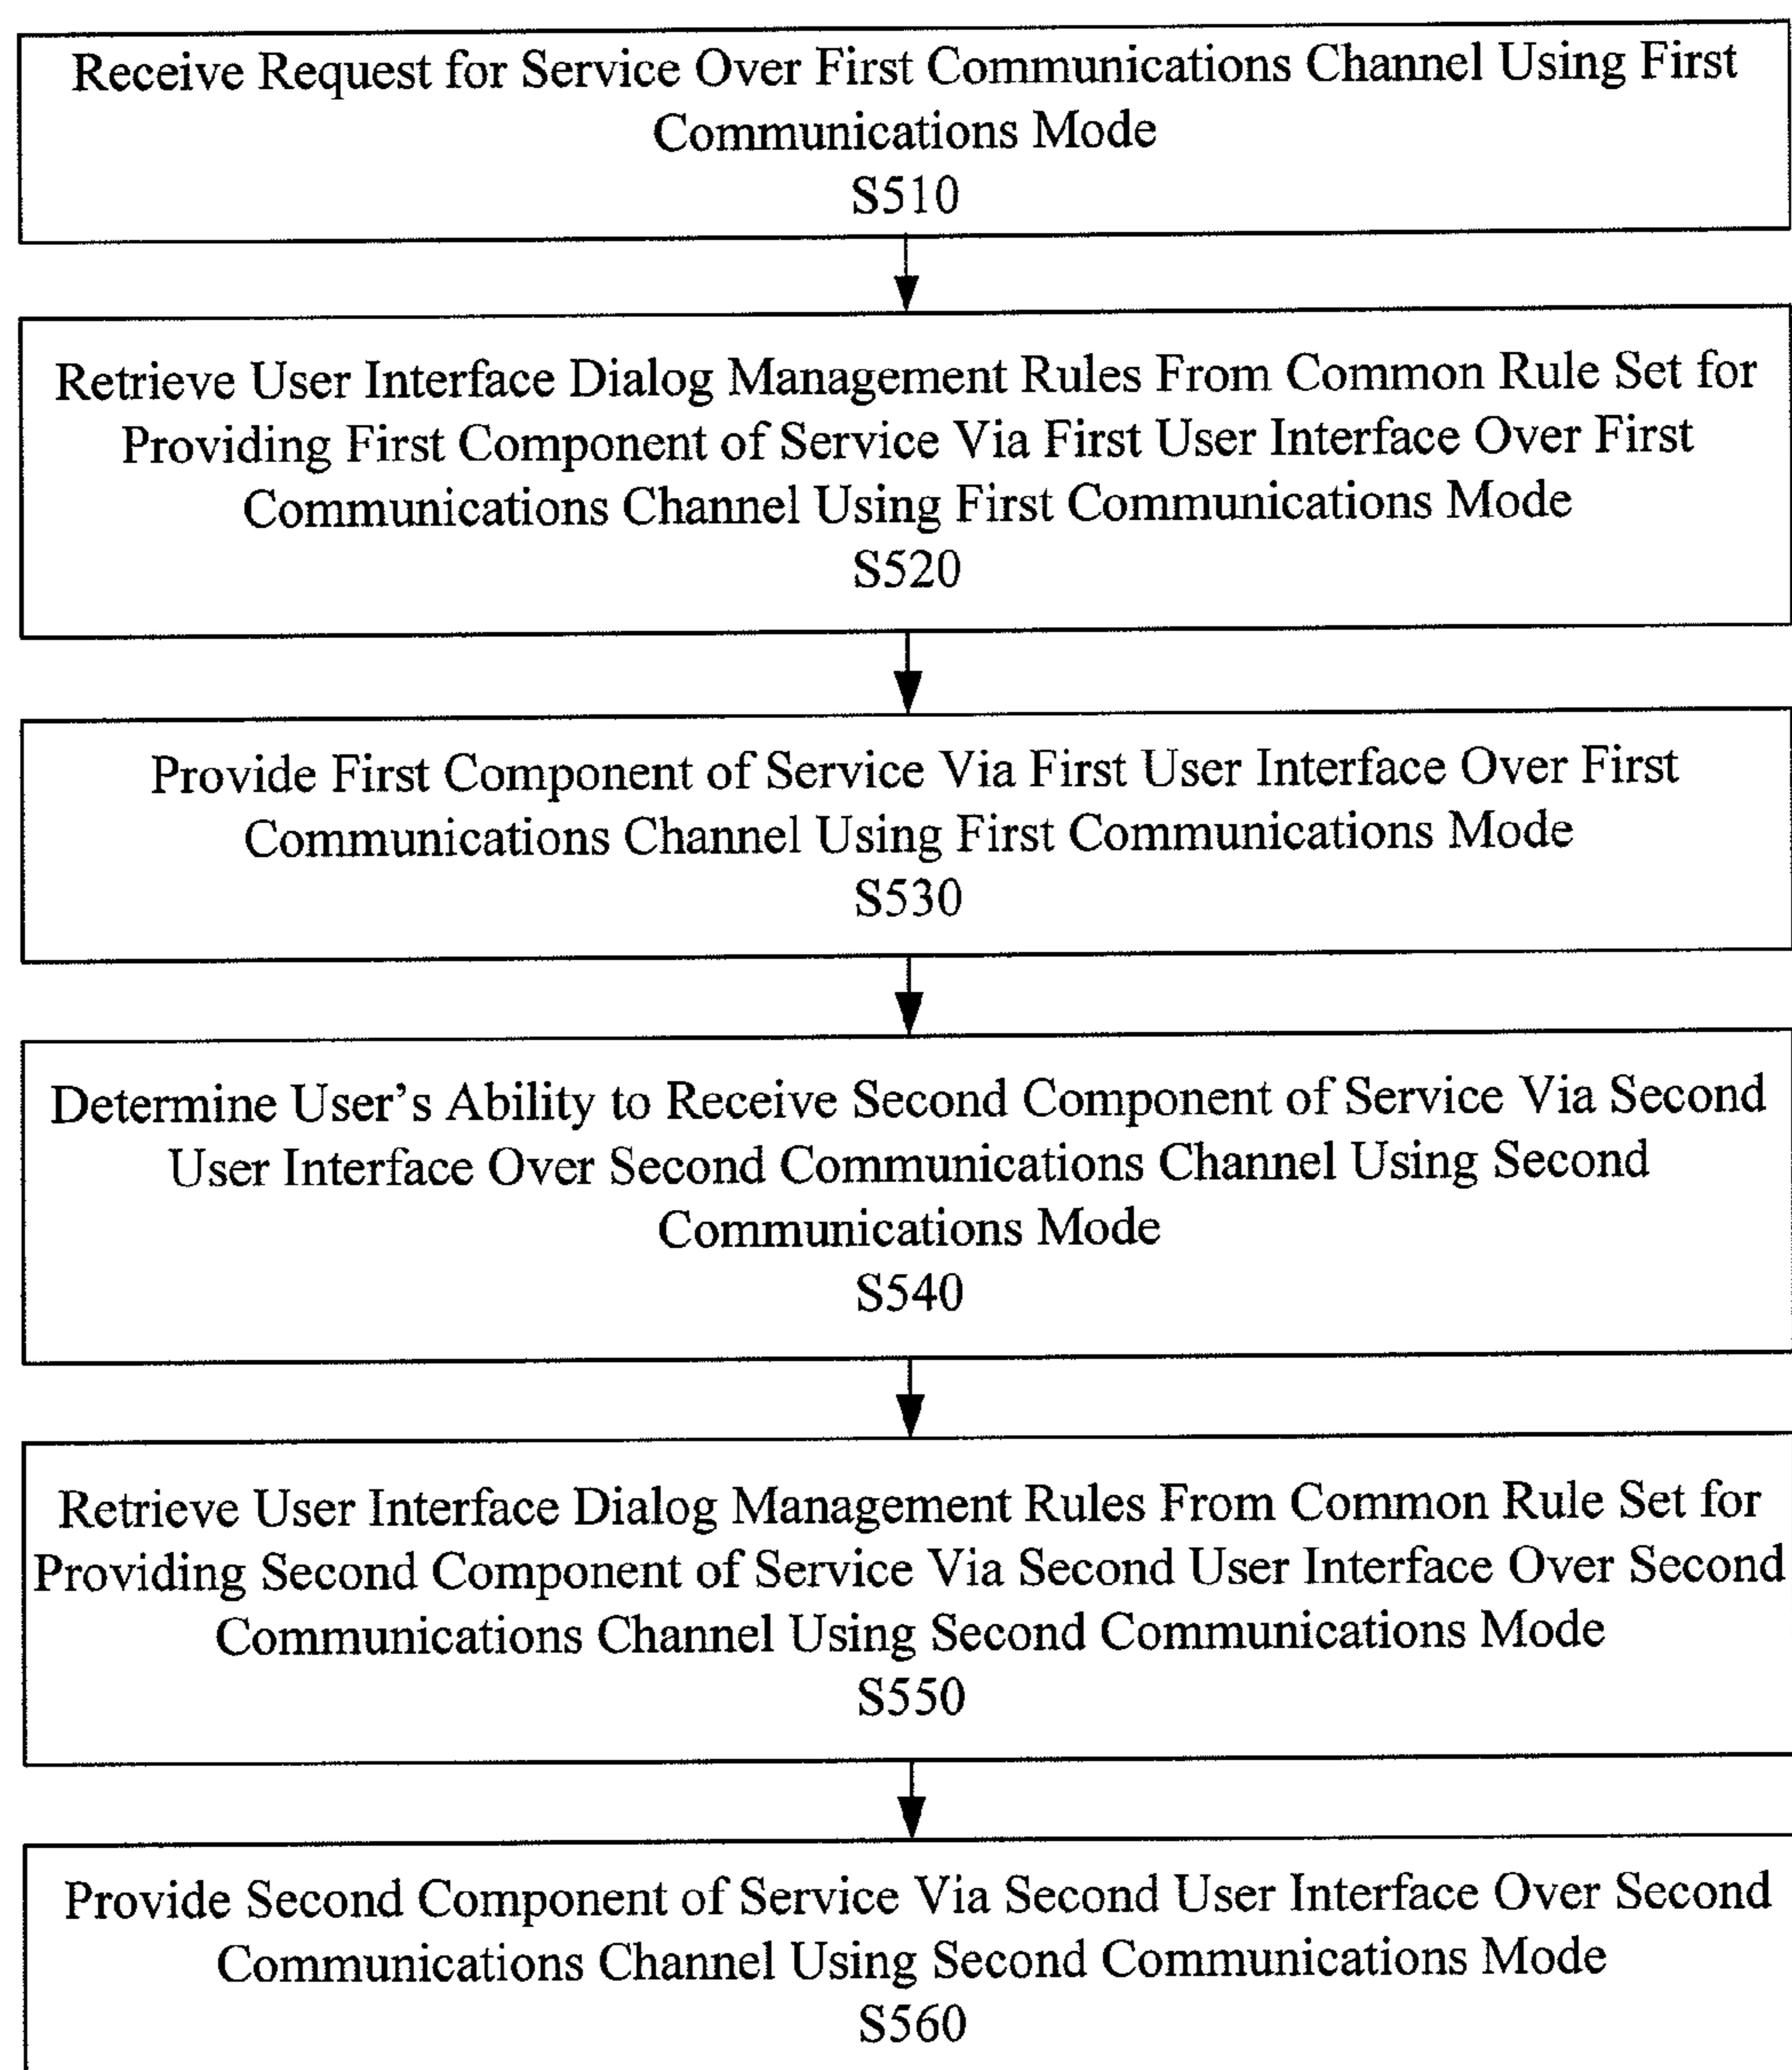 Receive Request for Service Over First Communications Channel Using First
Communications Mode
S510
Retrieve User Interface Dialog Management Rules From Common Rule Set for
Providing First Component of Service Via First User Interface Over First
Communications Channel Using First Communications Mode
S520
Provide First Component of Service Via First User Interface Over First
Communications Channel Using First Communications Mode
S530
Determine User’s Ability to Receive Second Component of Service Via Second
User Interface Over Second Communications Channel Using Second
Communications Mode
S540
Retrieve User Interface Dialog Management Rules From Common Rule Set for
Providing Second Component of Service Via Second User Interface Over Second
Communications Channel Using Second Communications Mode
S550
Provide Second Component of Service Via Second User Interface Over Second
Communications Channel Using Second Communications Mode
S560